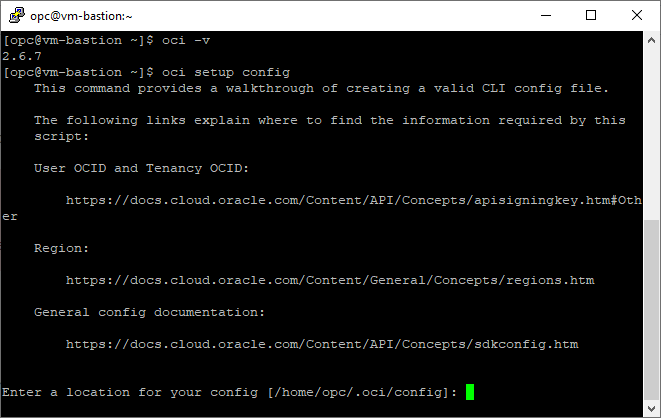 opc@vm-bastion:~
[opc@vm-bastion ~]$ oci -v
2.6.7
[opc@vm-bastion ~]$ oci setup config
    This command provides a walkthrough of creating a valid CLI config file.

    The following links explain where to find the information required by this
    script:

    User OCID and Tenancy OCID:

        https://docs.cloud.oracle.com/Content/API/Concepts/apisigningkey.htm#Oth
er

    Region:

        https://docs.cloud.oracle.com/Content/General/Concepts/regions.htm

    General config documentation:

        https://docs.cloud.oracle.com/Content/API/Concepts/sdkconfig.htm


Enter a location for your config [/home/opc/.oci/config]: